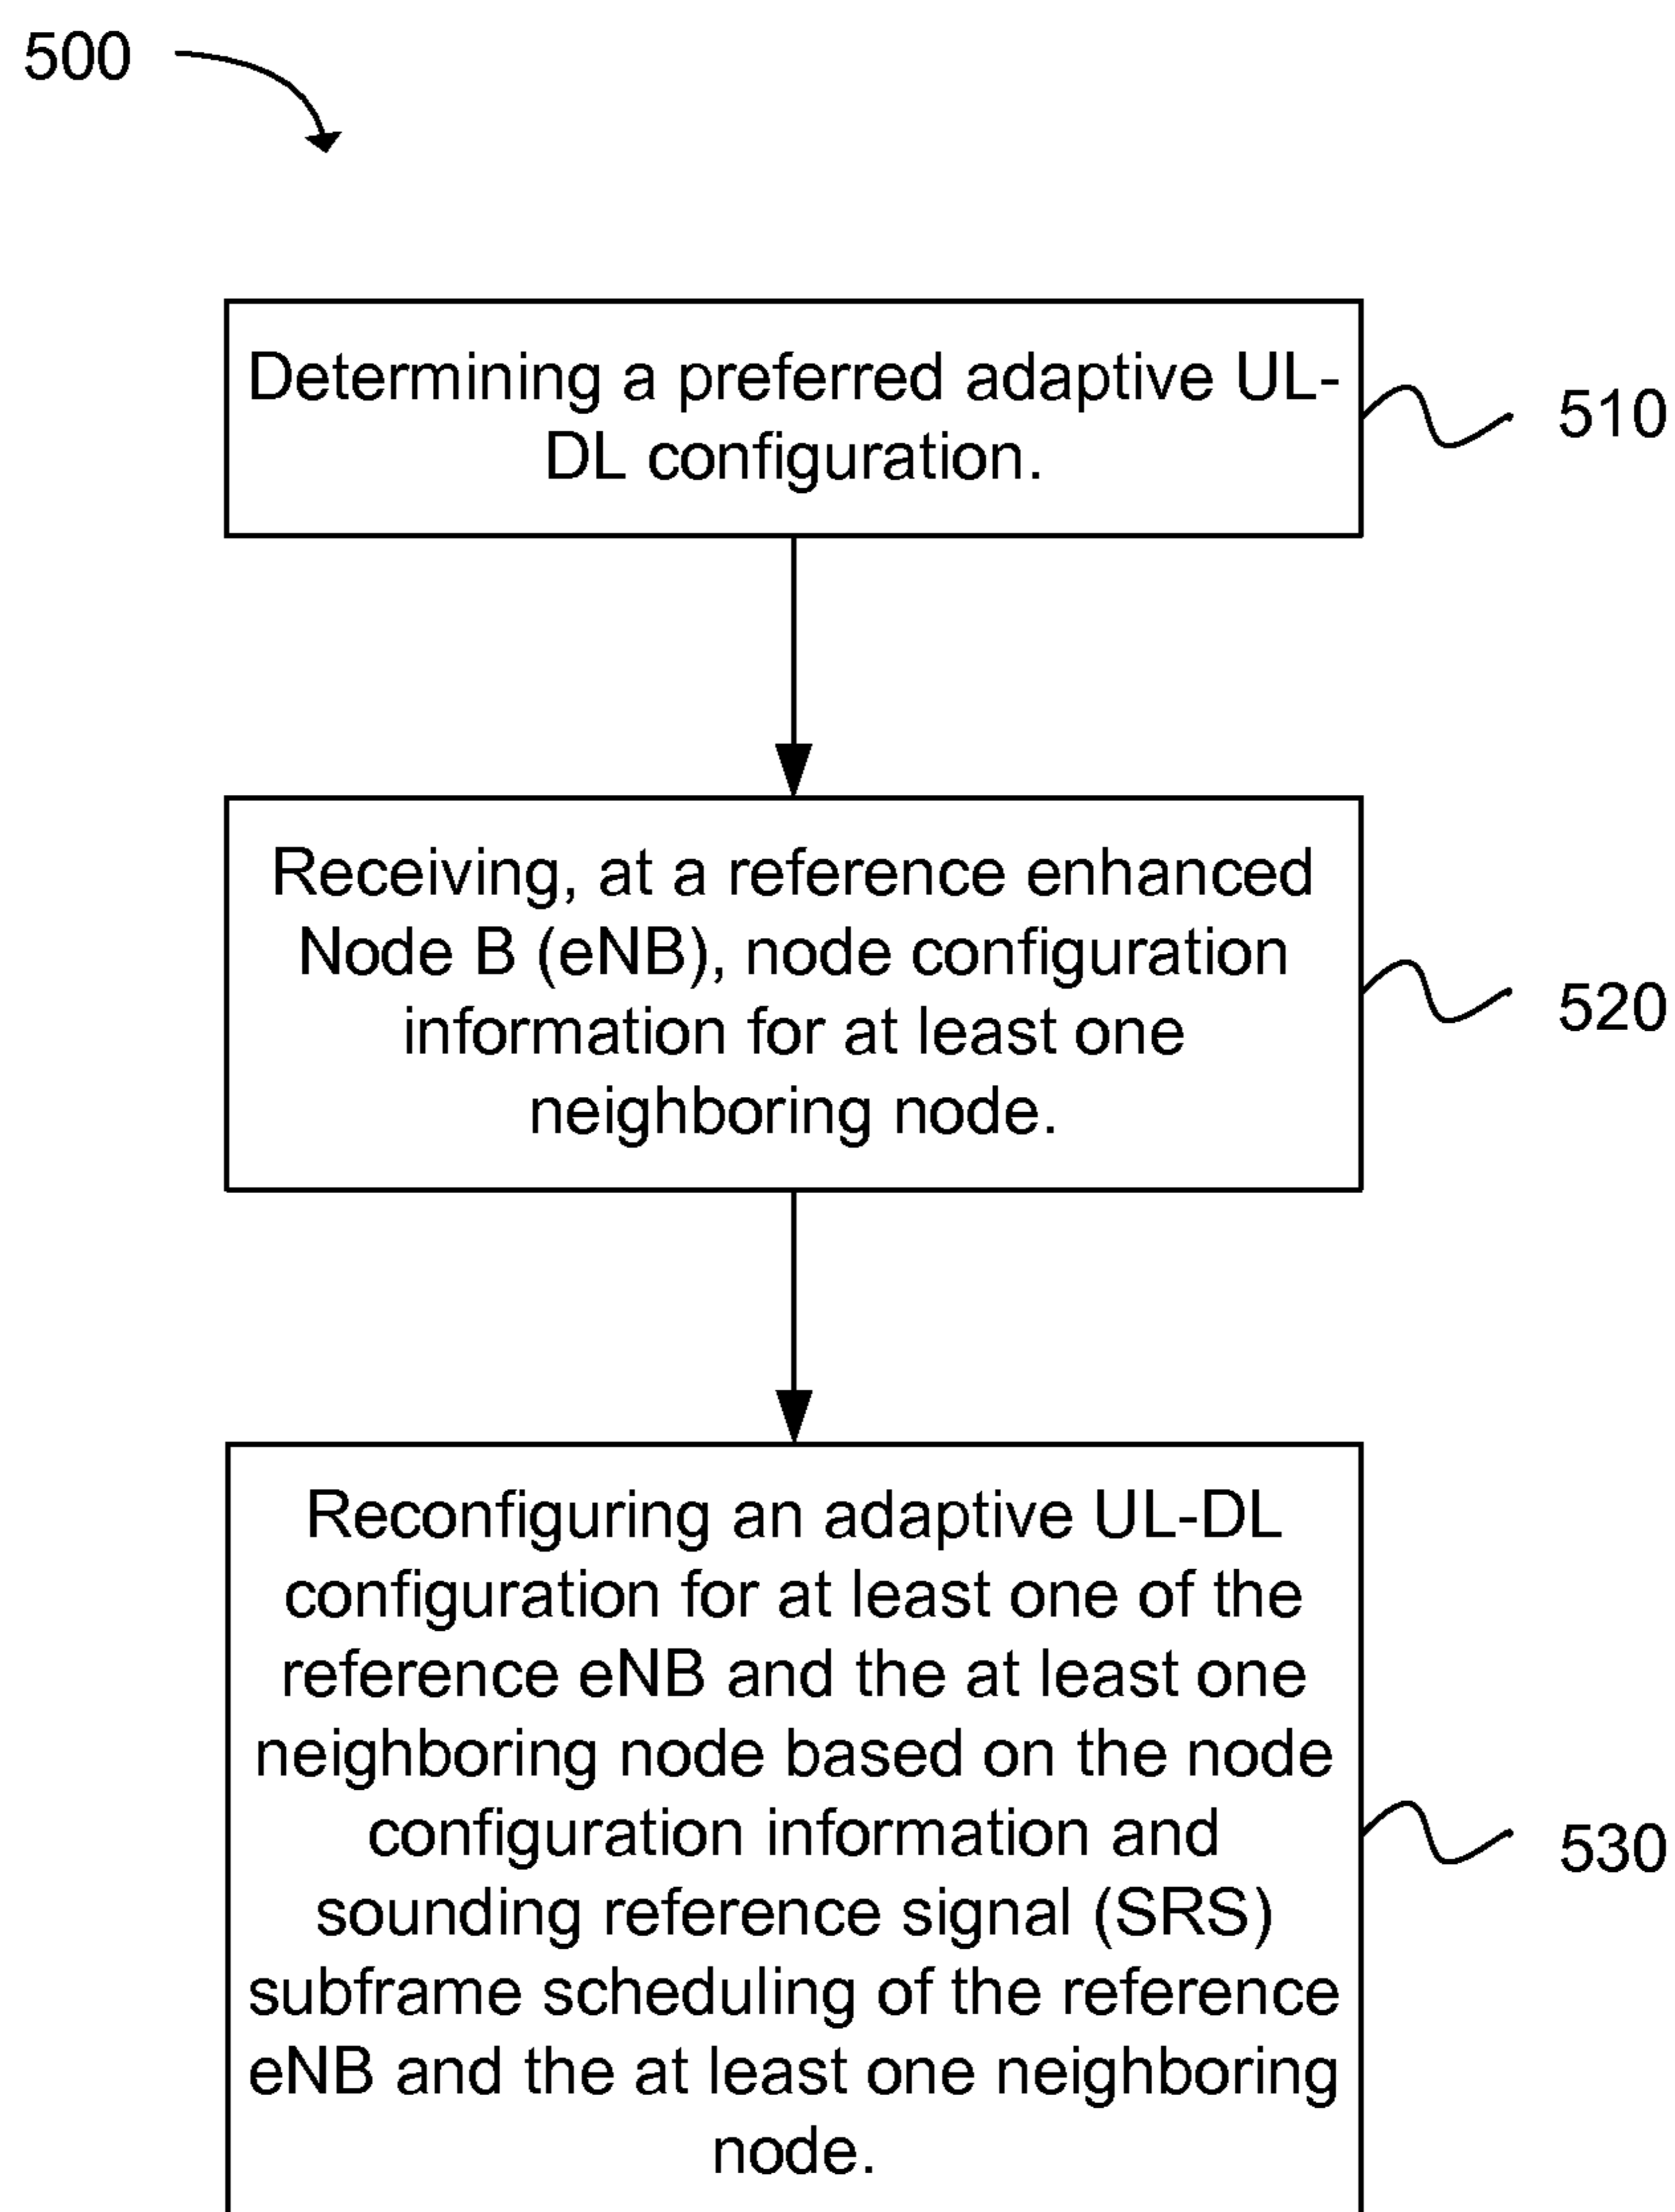 500
Determining a preferred adaptive UL-
DL configuration.
510
Receiving, at a reference enhanced
Node B (eNB), node configuration
information for at least one
neighboring node.
520
Reconfiguring an adaptive UL-DL
configuration for at least one of the
reference eNB and the at least one
neighboring node based on the node
configuration information and
sounding reference signal (SRS)
subframe scheduling of the reference
eNB and the at least one neighboring
node.
530